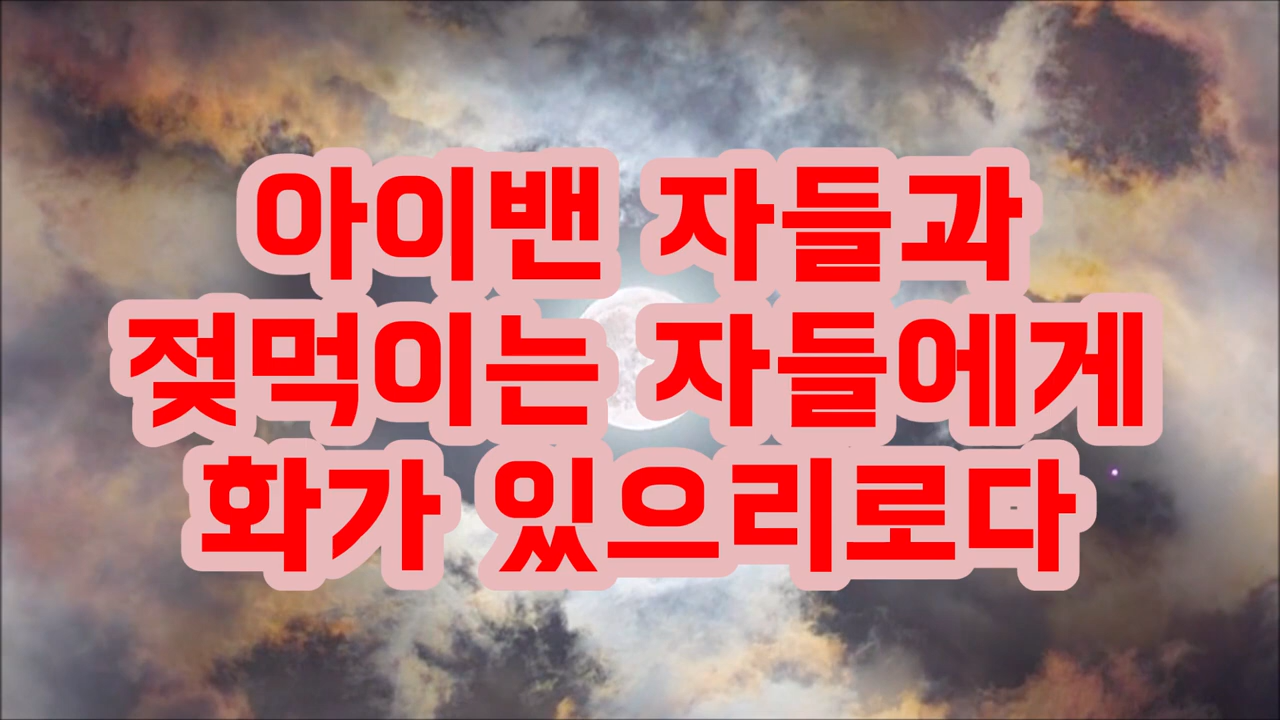 아이밴 자들과
젖먹이는 자들에게
화가 있으리로다